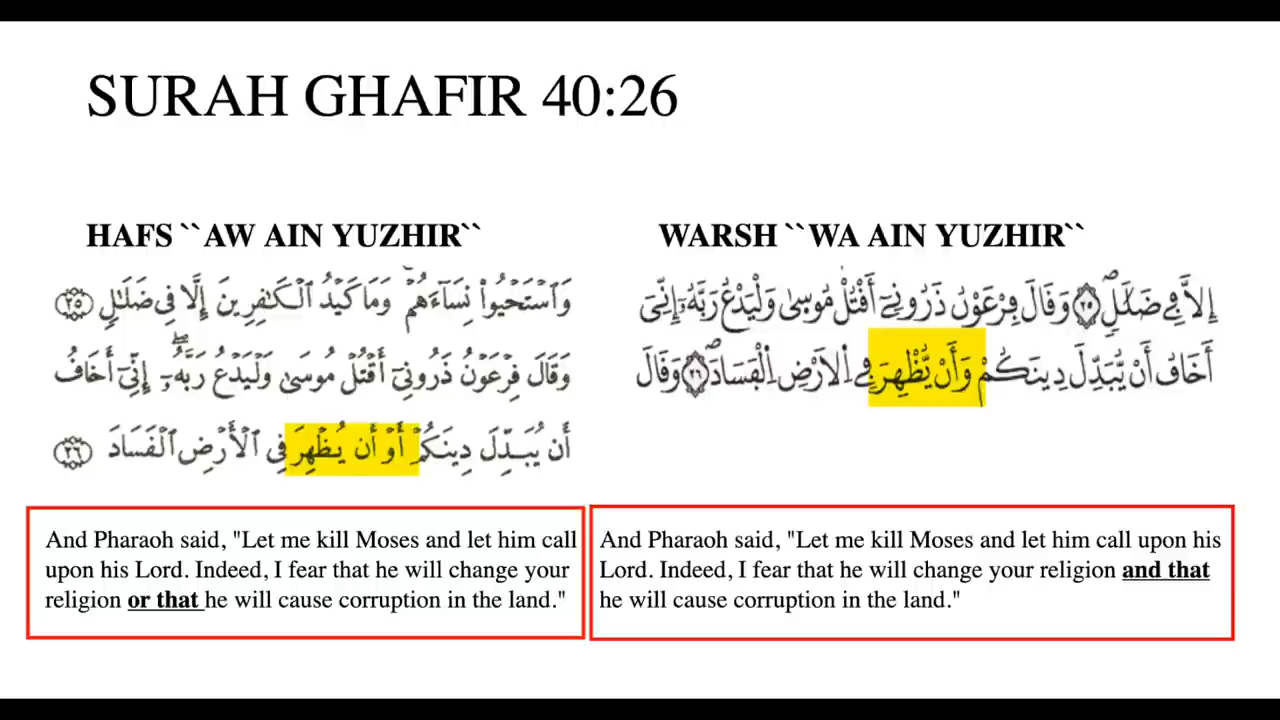 SURAH GHAFIR 40:26
HAFS ``AW AIN YUZHIR``
وَٱسۡتَحۡيُواْ نِسَآءَهُمۡۚ وَمَا كَيۡدُ ٱلۡكَٰفِرِينَ إِلَّا فِي ضَلَٰلٖ ٢٥
وَقَالَ فِرۡعَوۡنُ ذَرُونِيٓ أَقۡتُلۡ مُوسَىٰ وَلۡيَدۡعُ رَبَّهُۥٓۖ إِنِّيٓ أَخَافُ
أَن يُبَدِّلَ دِينَكُمۡ أَوۡ أَن يُظۡهِرَ فِي ٱلۡأَرۡضِ ٱلۡفَسَادَ ٢٦
WARSH ``WA AIN YUZHIR``
إِلَّا فِے ضَلَٰلٖۖ ٢٥ وَقَالَ فِرْعَوْنُ ذَرُونِےٓ أَقْتُلْ مُوس۪ىٰ وَلْيَدْعُ رَبَّهُۥٓ إِنِّيَ
أَخَافُ أَنْ يُّبَدِّلَ دِينَكُمْ وَأَنْ يُّظْهِرَ فِے اِ۬لَارْضِ اِ۬لْفَسَادَۖ ٢٦ وَقَالَ
And Pharaoh said, "Let me kill Moses and let him call
upon his Lord. Indeed, I fear that he will change your
religion or that he will cause corruption in the land."
And Pharaoh said, "Let me kill Moses and let him call upon his
Lord. Indeed, I fear that he will change your religion and that
he will cause corruption in the land."